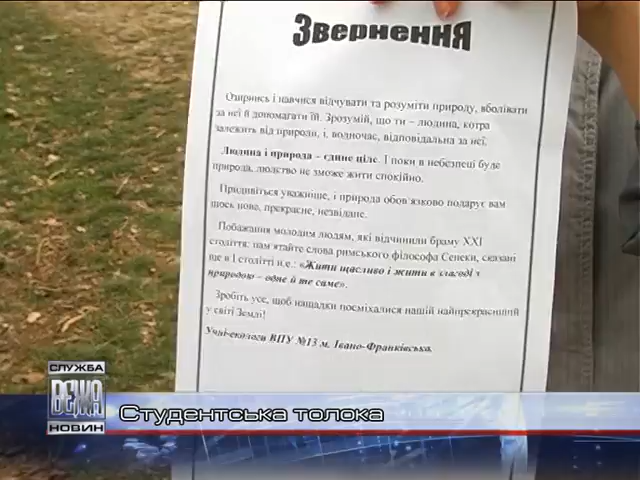 Звернення
Озирнись і навчися відчувати та розуміти природу, вболівати
за неї й допомагати їй. Зрозумій, що ти – людина, котра
залежить від природи, і, водночас, відповідальна за неї.
Людина і природа – єдине ціле. І поки в небезпеці буде
природа, людство не зможе жити спокійно.
Придивіться уважніше, і природа обов'язково подарує вам
щось нове, прекрасне, незвідане.
Побажання молодим людям, які відчинили браму XXI
століття: пам'ятайте слова римського філософа Сенеки, сказані
ще в I столітті н.е.: «Жити щасливо і жити в злагоді з
природою – одне й те саме».
Зробіть усе, щоб нащадки посміхалися нашій найпрекраснішій
у світі Землі!
Учні-екологи ВПУ №13 м. Івано-Франківська.
СЛУЖБА
ВЕЖА
НОВИН
Студентська толока